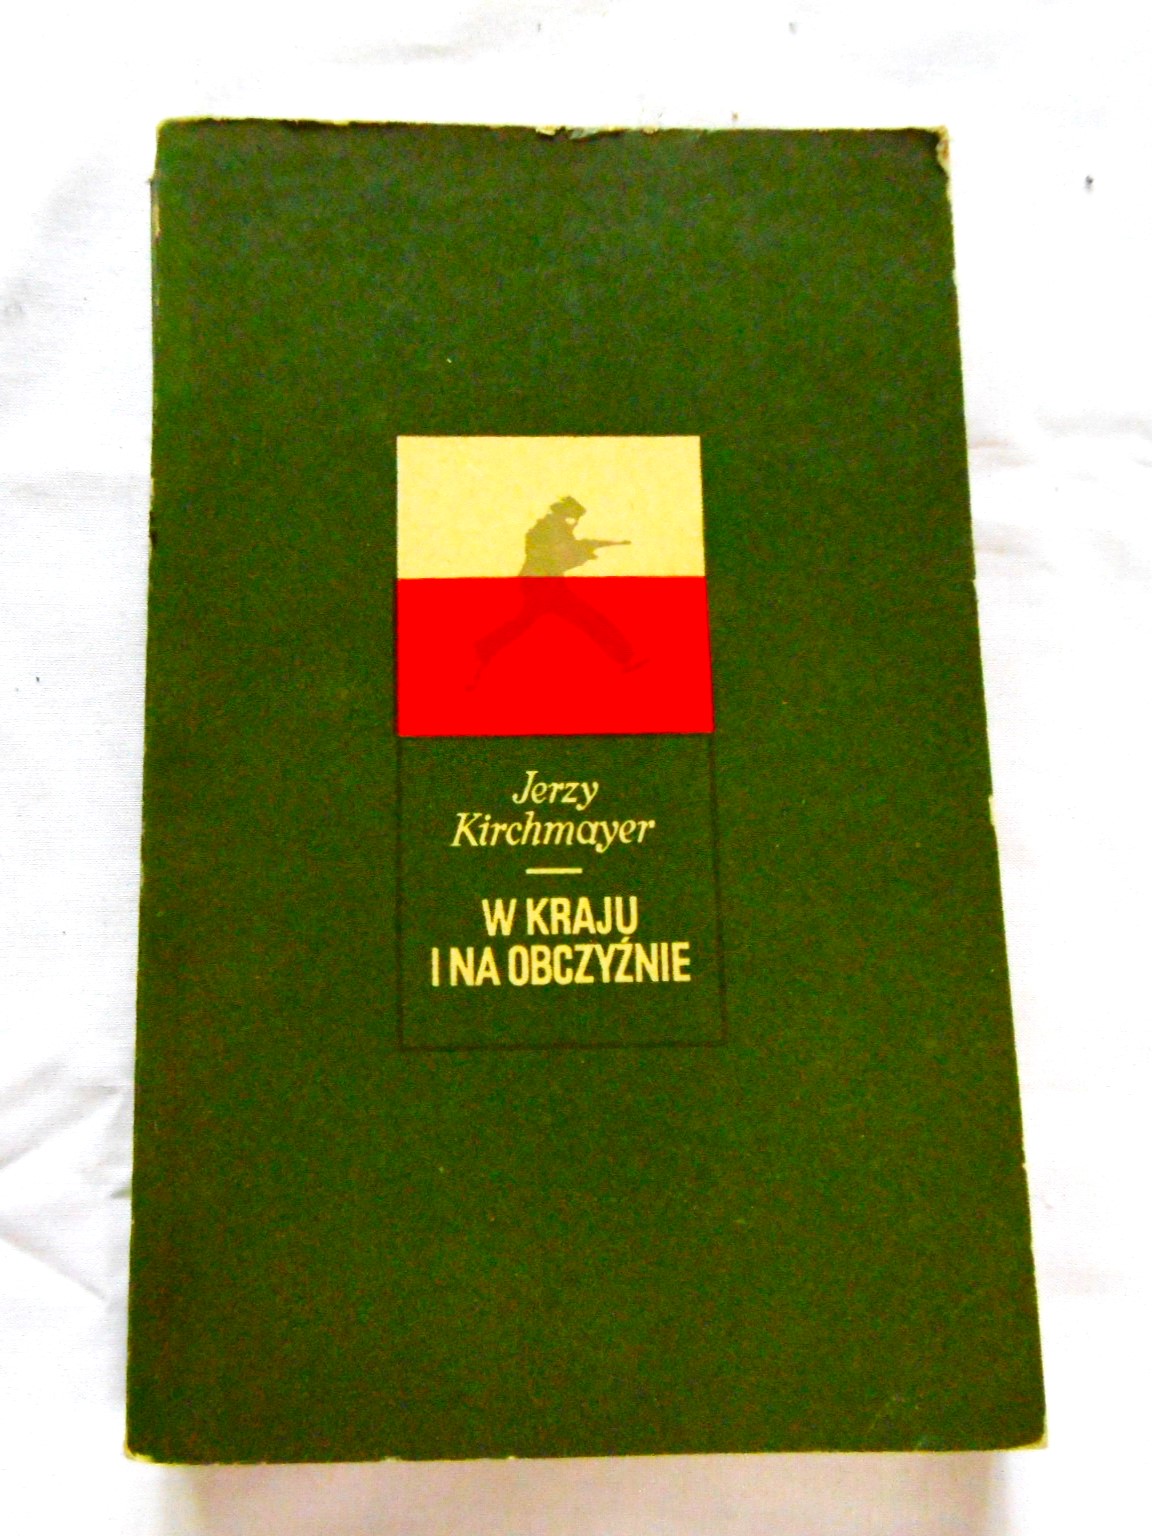 Jerzy
Kirchmayer
W KRAJU
I NA OBCZYŹNIE